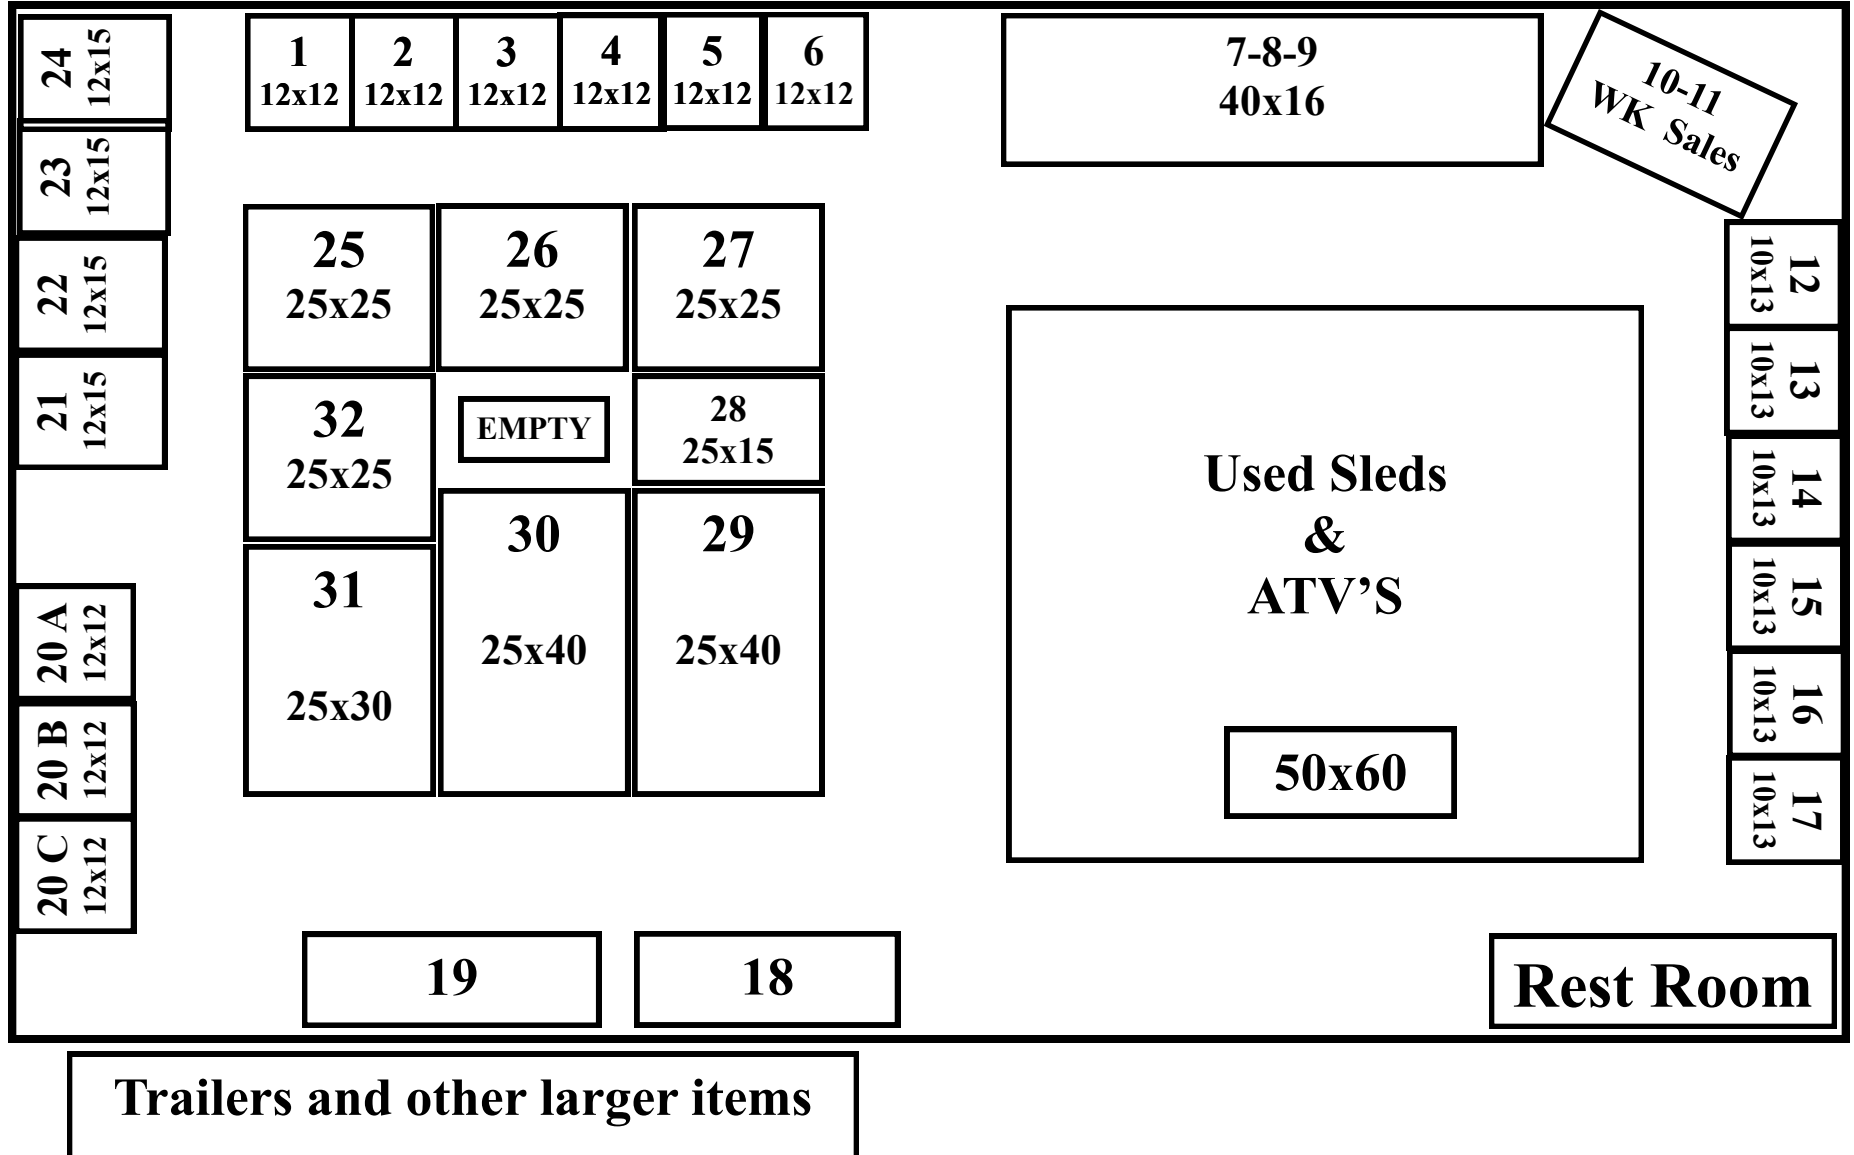 24
12x15
23
12x15
22
12x15
21
12x15
20 A
12x12
20 B
12x12
20 C
12x12
1
12x12
2
12x12
3
12x12
4
12x12
5
12x12
6
12x12
7-8-9
40x16
10-11
WK Sales
25
25x25
26
25x25
27
25x25
32
25x25
EMPTY
28
25x15
31
25x30
30
25x40
29
25x40
Used Sleds
&
ATV’S
50x60
12
10x13
13
10x13
14
10x13
15
10x13
16
10x13
17
10x13
19
18
Rest Room
Trailers and other larger items